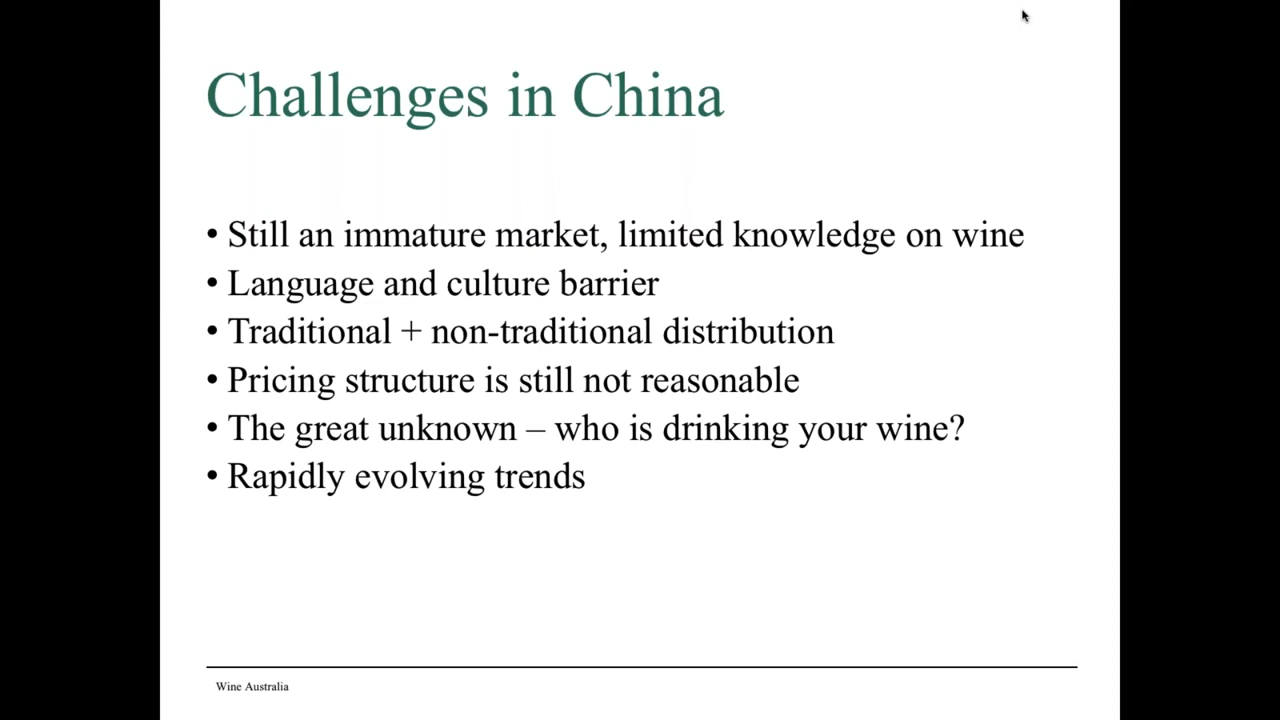 Challenges in China
• Still an immature market, limited knowledge on wine
• Language and culture barrier
• Traditional + non-traditional distribution
• Pricing structure is still not reasonable
• The great unknown – who is drinking your wine?
• Rapidly evolving trends
Wine Australia